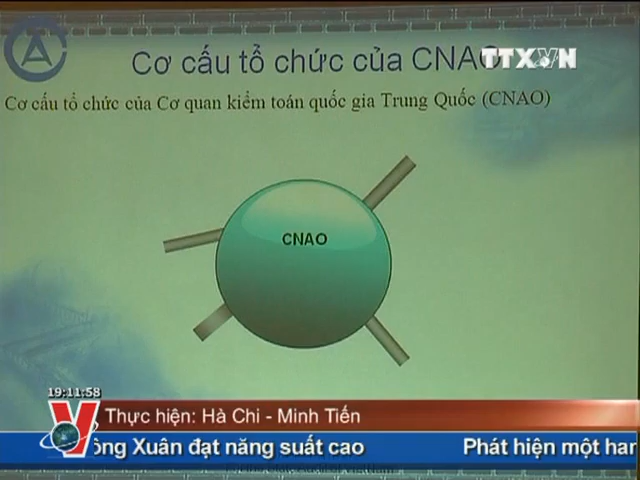 Cơ cấu tổ chức của CNAO
TTXVN
Cơ cấu tổ chức của Cơ quan kiểm toán quốc gia Trung Quốc (CNAO)
CNAO
19:11:58
Thực hiện: Hà Chi - Minh Tiến
Xuân đạt năng suất cao
Phát hiện một